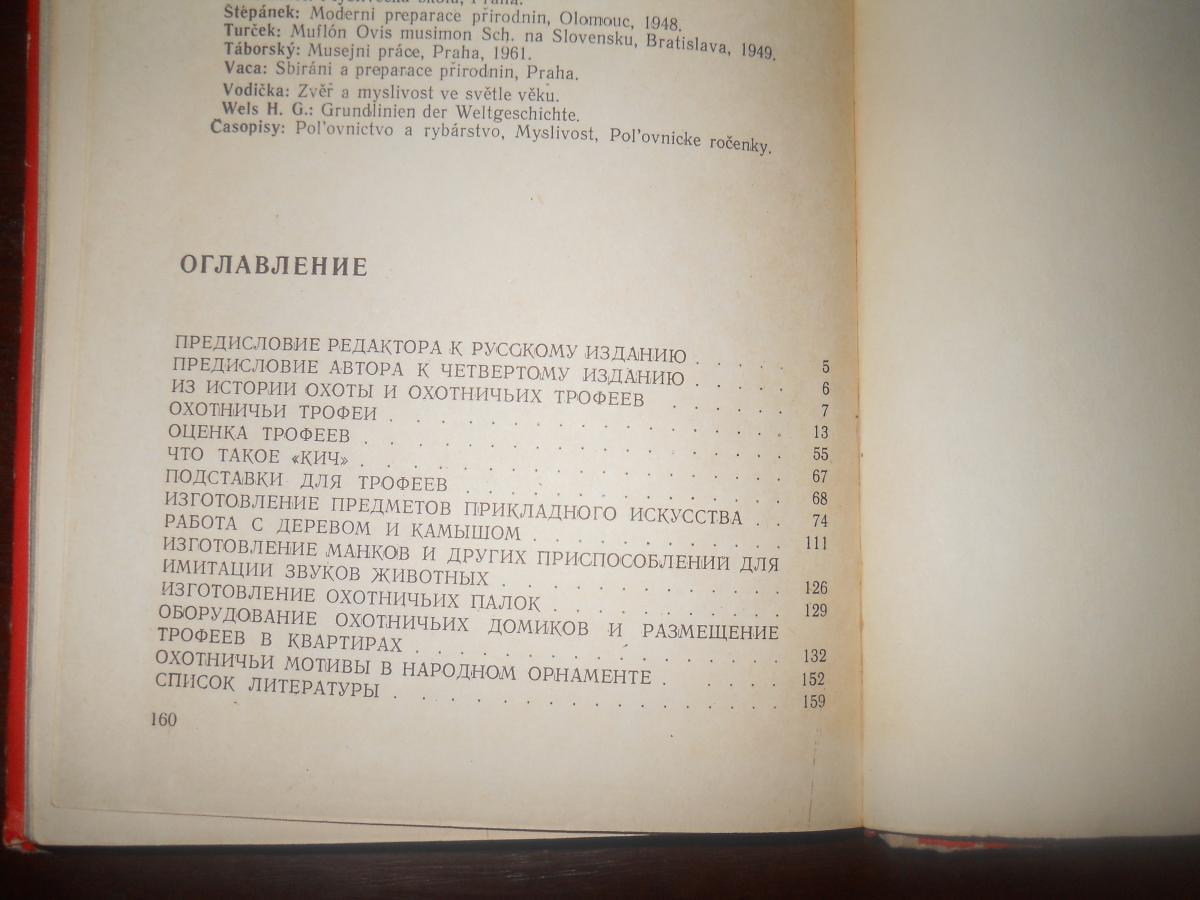 Praha.
Štěpánek: Moderni preparace přirodnin, Olomouc, 1948.
Turček: Muflón Ovis musimon Sch. na Slovensku, Bratislava, 1949.
Táborský: Musejni práce, Praha, 1961.
Vaca: Sbiráni a preparace přirodnin, Praha.
Vodička: Zvěř a myslivost ve světle věku.
Wels H. G.: Grundlinien der Weltgeschichte.
Časopisy: Poľovnictvo a rybárstvo, Myslivost, Poľovnicke ročenky.
ОГЛАВЛЕНИЕ
ПРЕДИСЛОВИЕ РЕДАКТОРА К РУССКОМУ ИЗДАНИЮ . . . . . 5
ПРЕДИСЛОВИЕ АВТОРА К ЧЕТВЕРТОМУ ИЗДАНИЮ . . . . . 6
ИЗ ИСТОРИИ ОХОТЫ И ОХОТНИЧЬИХ ТРОФЕЕВ . . . . . . 7
ОХОТНИЧЬИ ТРОФЕИ . . . . . . . . . . . . . . . . 13
ОЦЕНКА ТРОФЕЕВ . . . . . . . . . . . . . . . . . 55
ЧТО ТАКОЕ «КИЧ» . . . . . . . . . . . . . . . . . 67
ПОДСТАВКИ ДЛЯ ТРОФЕЕВ . . . . . . . . . . . . . 68
ИЗГОТОВЛЕНИЕ ПРЕДМЕТОВ ПРИКЛАДНОГО ИСКУССТВА . . 74
РАБОТА С ДЕРЕВОМ И КАМЫШОМ . . . . . . . . . . . 111
ИЗГОТОВЛЕНИЕ МАНКОВ И ДРУГИХ ПРИСПОСОБЛЕНИЙ ДЛЯ
ИМИТАЦИИ ЗВУКОВ ЖИВОТНЫХ . . . . . . . . . . . . 126
ИЗГОТОВЛЕНИЕ ОХОТНИЧЬИХ ПАЛОК . . . . . . . . . . 129
ОБОРУДОВАНИЕ ОХОТНИЧЬИХ ДОМИКОВ И РАЗМЕЩЕНИЕ
ТРОФЕЕВ В КВАРТИРАХ . . . . . . . . . . . . . . . 132
ОХОТНИЧЬИ МОТИВЫ В НАРОДНОМ ОРНАМЕНТЕ . . . . . 152
СПИСОК ЛИТЕРАТУРЫ . . . . . . . . . . . . . . . . 159
160